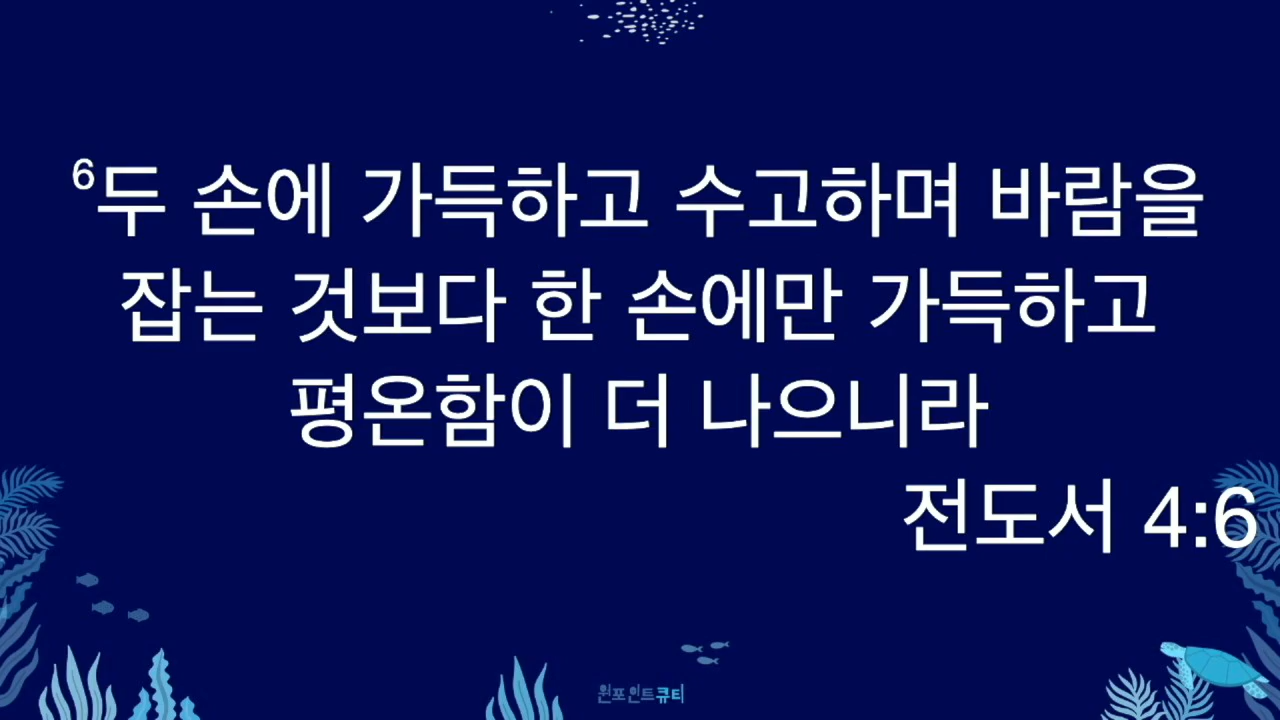 ⁶두 손에 가득하고 수고하며 바람을
잡는 것보다 한 손에만 가득하고
평온함이 더 나으니라
전도서 4:6
원포인트큐티